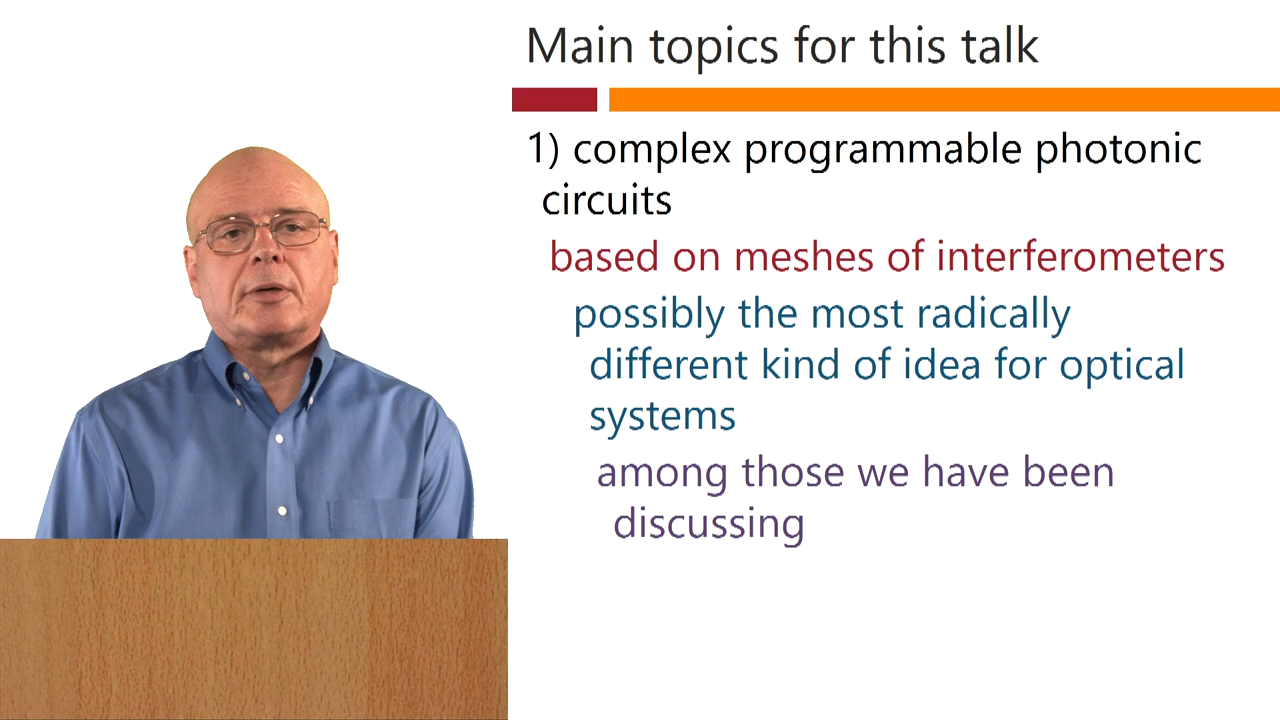 Main topics for this talk
1) complex programmable photonic
circuits
based on meshes of interferometers
possibly the most radically
different kind of idea for optical
systems
among those we have been
discussing